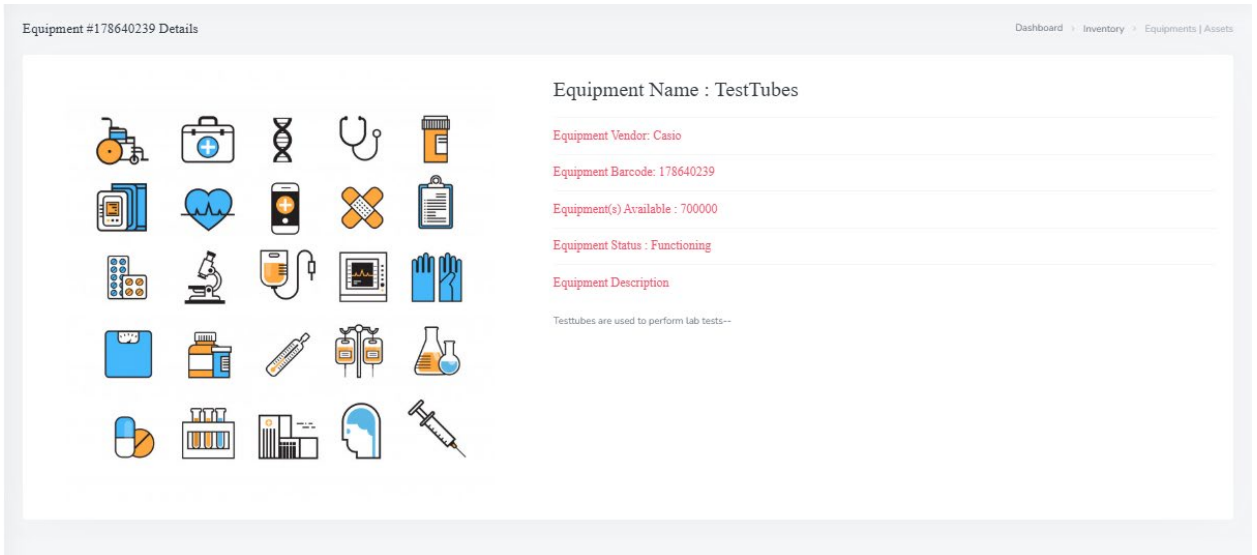 Equipment #178640239 Details
Dashboard › Inventory › Equipments | Assets
Equipment Name : TestTubes
Equipment Vendor: Casio
Equipment Barcode: 178640239
Equipment(s) Available : 700000
Equipment Status : Functioning
Equipment Description
Testtubes are used to perform lab tests--